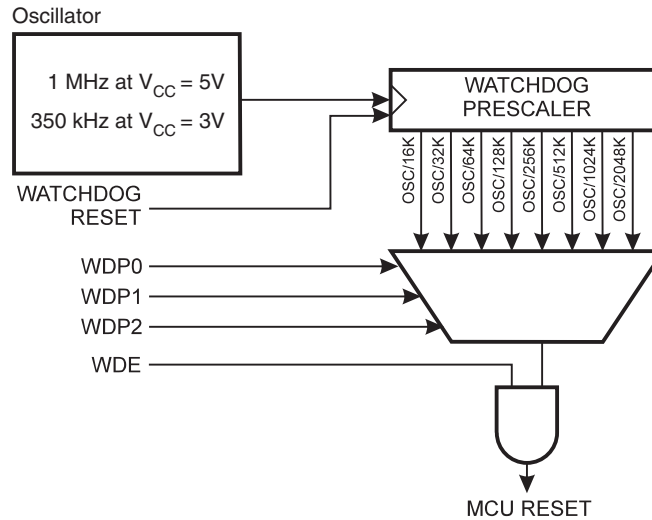 Oscillator
1 MHz at VCC = 5V
350 kHz at VCC = 3V
WATCHDOG
PRESCALER
OSC/16K
OSC/32K
OSC/64K
OSC/128K
OSC/256K
OSC/512K
OSC/1024K
OSC/2048K
WATCHDOG
RESET
WDP0
WDP1
WDP2
WDE
MCU RESET